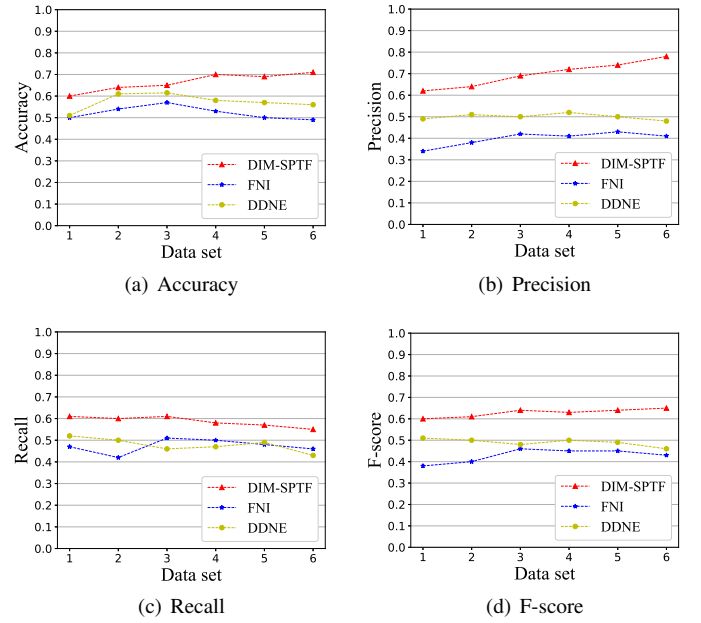 1.0
0.9
0.8
0.7
0.6
0.5
0.4
0.3
0.2
0.1
0.0
Accuracy
DIM-SPTF
FNI
DDNE
1 2 3 4 5 6
Data set
(a) Accuracy
1.0
0.9
0.8
0.7
0.6
0.5
0.4
0.3
0.2
0.1
0.0
Precision
DIM-SPTF
FNI
DDNE
1 2 3 4 5 6
Data set
(b) Precision
1.0
0.9
0.8
0.7
0.6
0.5
0.4
0.3
0.2
0.1
0.0
Recall
DIM-SPTF
FNI
DDNE
1 2 3 4 5 6
Data set
(c) Recall
1.0
0.9
0.8
0.7
0.6
0.5
0.4
0.3
0.2
0.1
0.0
F-score
DIM-SPTF
FNI
DDNE
1 2 3 4 5 6
Data set
(d) F-score